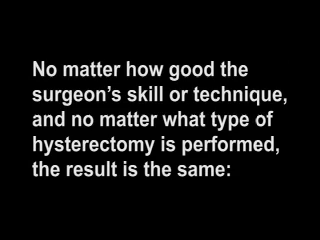 No matter how good the
surgeon’s skill or technique,
and no matter what type of
hysterectomy is performed,
the result is the same: